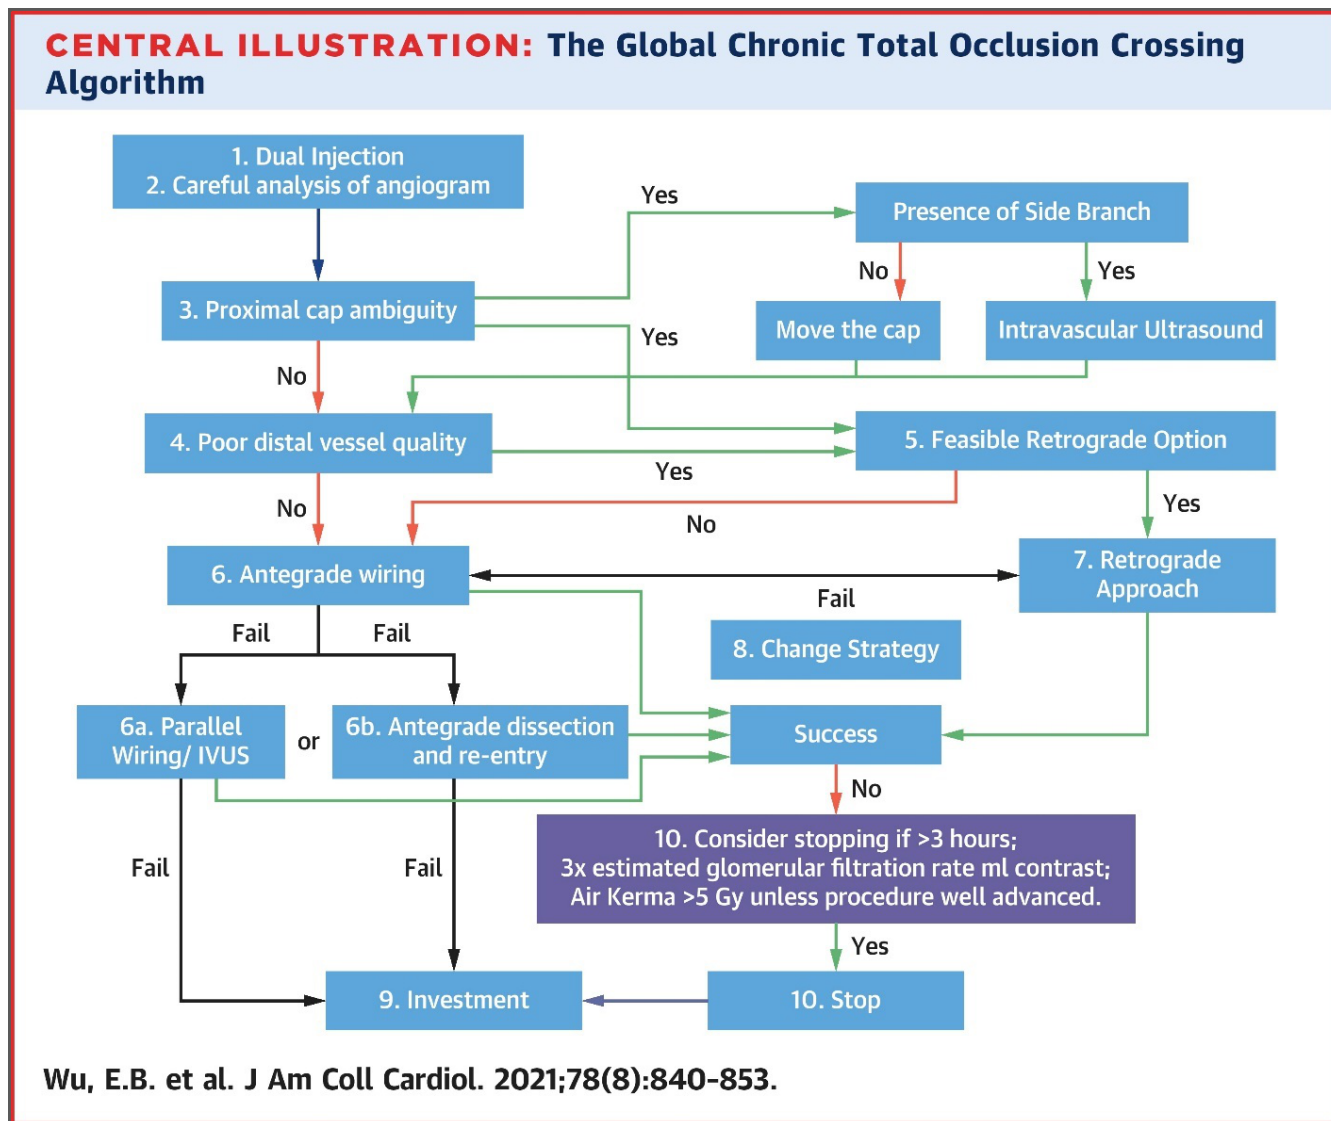 CENTRAL ILLUSTRATION: The Global Chronic Total Occlusion Crossing
Algorithm
1. Dual Injection
2. Careful analysis of angiogram
Yes
Presence of Side Branch
No
Yes
3. Proximal cap ambiguity
Move the cap
Intravascular Ultrasound
Yes
No
4. Poor distal vessel quality
5. Feasible Retrograde Option
Yes
No
No
Yes
6. Antegrade wiring
7. Retrograde
Approach
Fail
Fail
Fail
8. Change Strategy
6a. Parallel
Wiring/ IVUS
or
6b. Antegrade dissection
and re-entry
Success
No
10. Consider stopping if >3 hours;
3x estimated glomerular filtration rate ml contrast;
Air Kerma >5 Gy unless procedure well advanced.
Fail
Fail
Yes
9. Investment
10. Stop
Wu, E.B. et al. J Am Coll Cardiol. 2021;78(8):840-853.